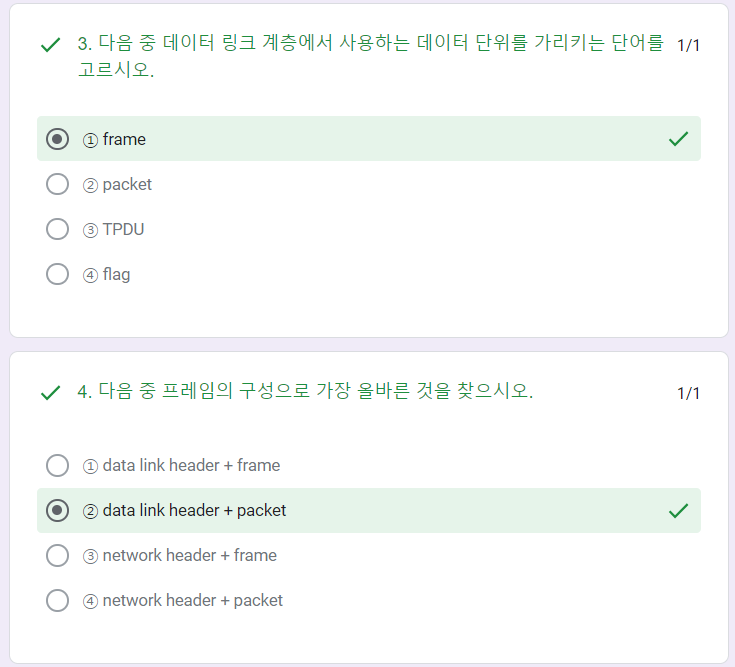 3. 다음 중 데이터 링크 계층에서 사용하는 데이터 단위를 가리키는 단어를 1/1
고르시오.
① frame
② packet
③ TPDU
④ flag
4. 다음 중 프레임의 구성으로 가장 올바른 것을 찾으시오. 1/1
① data link header + frame
② data link header + packet
③ network header + frame
④ network header + packet